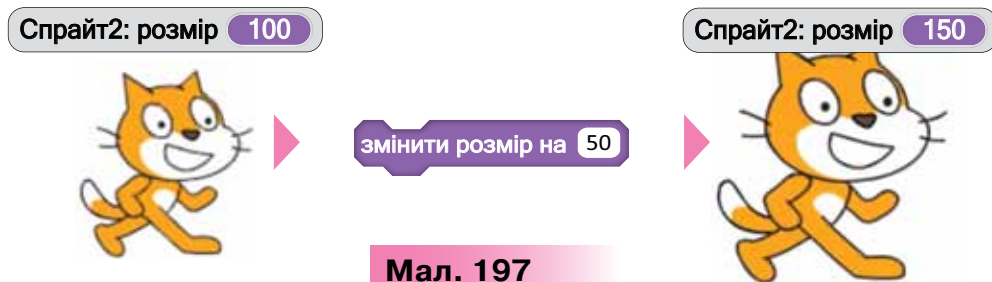 Спрайт2: розмір 100
Спрайт2: розмір 150
змінити розмір на 50
Мал. 197